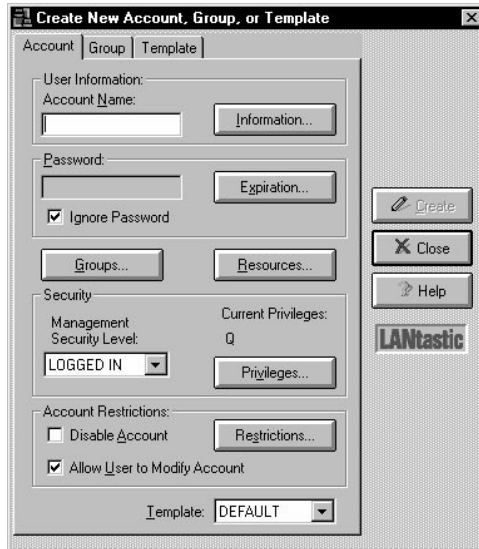 Create New Account, Group, or Template
Account Group Template
User Information:
Account Name:
Information...
Password:
Expiration...
Ignore Password
Groups... Resources...
Security
Management
Security Level:
LOGGED IN
Current Privileges:
Q
Privileges...
Account Restrictions:
Disable Account
Restrictions...
Allow User to Modify Account
Template: DEFAULT
Create
Close
Help
LANtastic